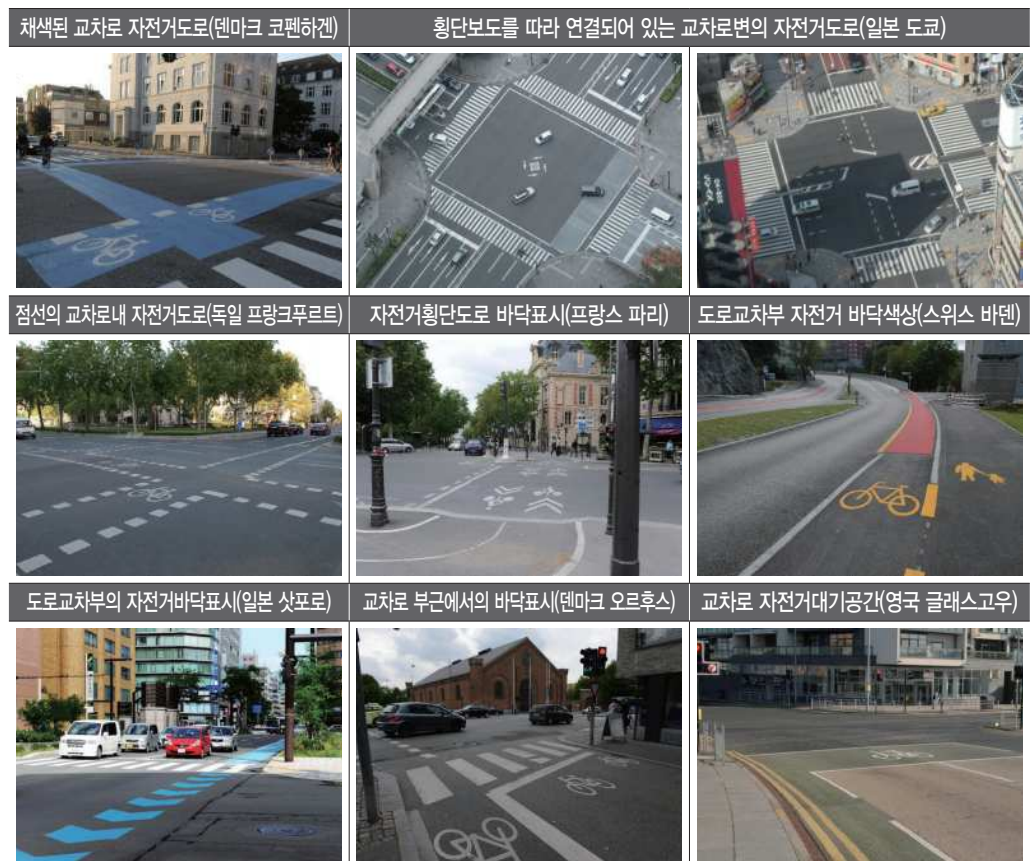 채색된 교차로 자전거도로(덴마크 코펜하겐)
횡단보도를 따라 연결되어 있는 교차로변의 자전거도로(일본 도쿄)
점선의 교차로내 자전거도로(독일 프랑크푸르트)
자전거횡단도로 바닥표시(프랑스 파리)
도로교차부 자전거 바닥색상(스위스 바덴)
도로교차부의 자전거바닥표시(일본 삿포로)
교차로 부근에서의 바닥표시(덴마크 오르후스)
교차로 자전거대기공간(영국 글래스고우)